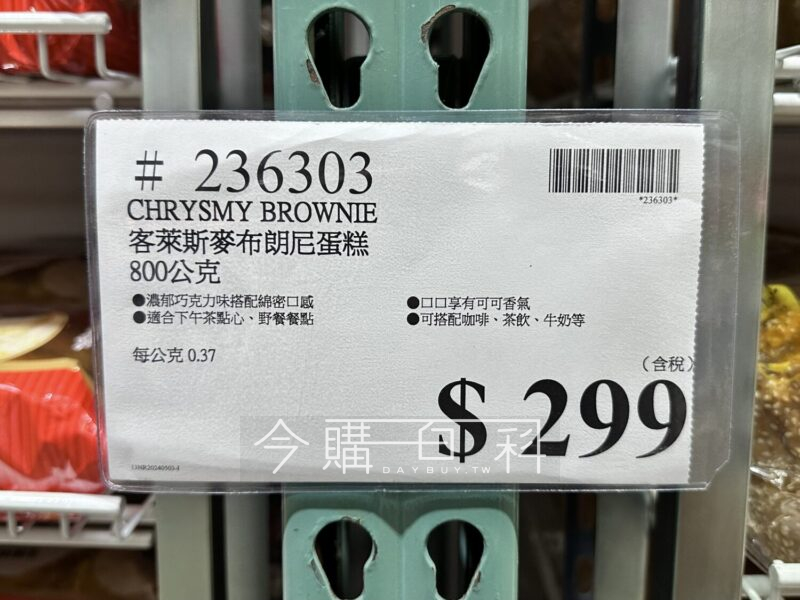 # 236303
*236303*
CHRYSMY BROWNIE
客萊斯麥布朗尼蛋糕
800公克
●濃郁巧克力味搭配綿密口感
●適合下午茶點心、野餐餐點
●口口享有可可香氣
●可搭配咖啡、茶飲、牛奶等
每公克 0.37
(含稅)
$ 299
今購百科
DAYBUY.TW